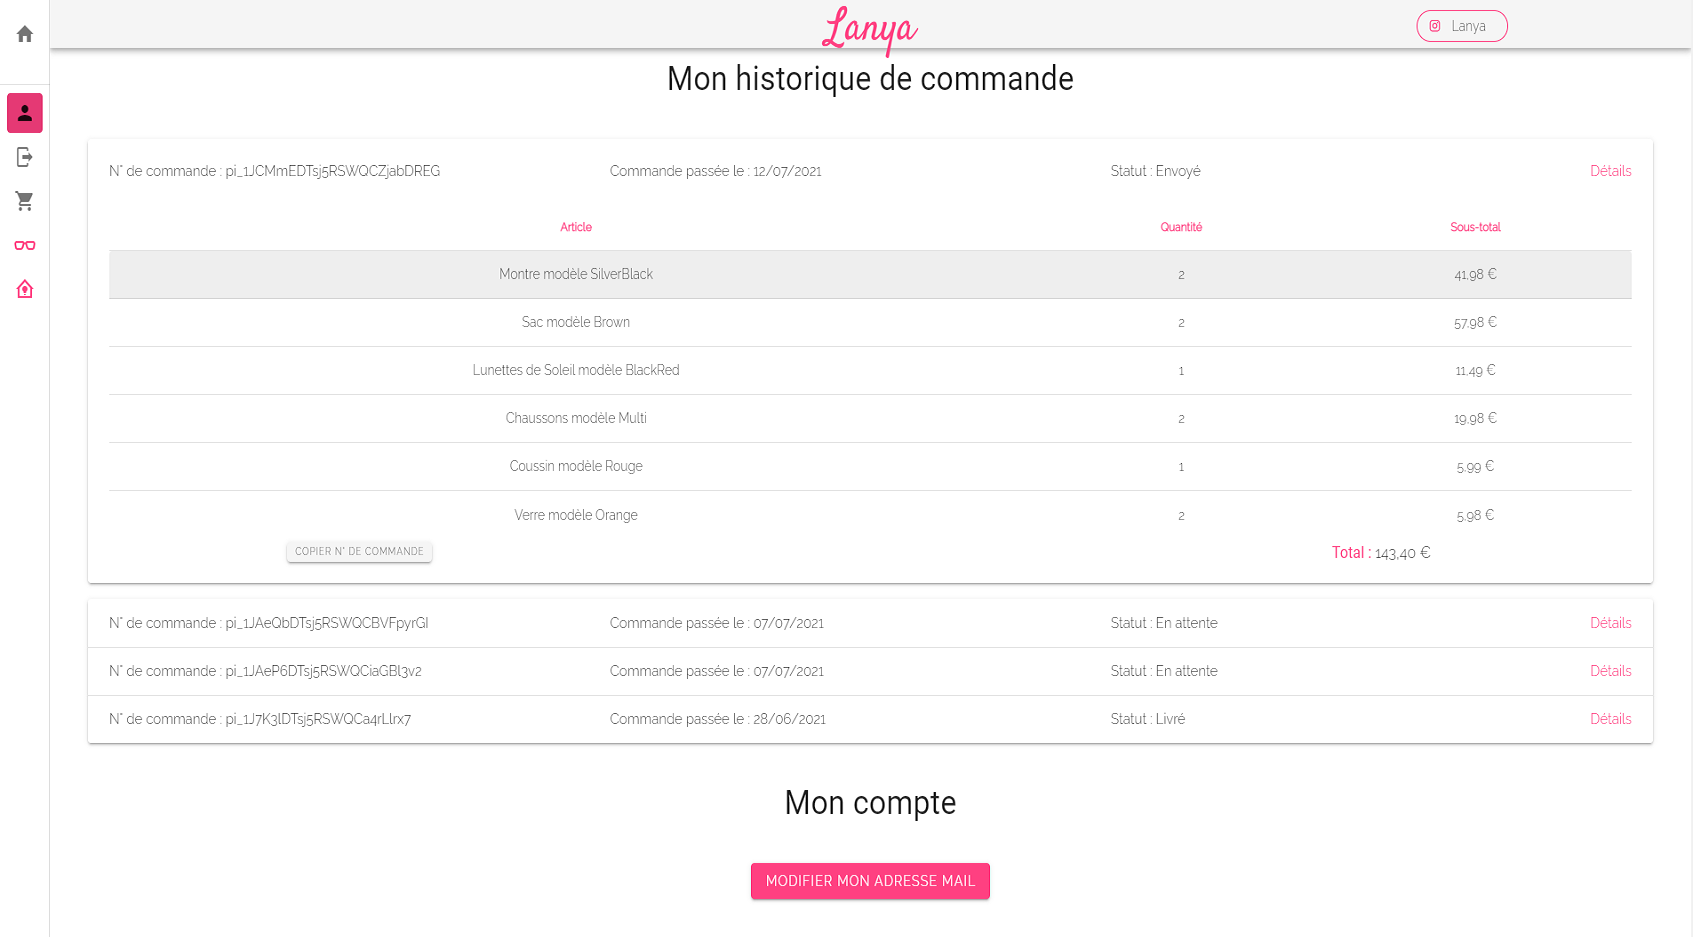 Lanya
Lanya
Mon historique de commande
N° de commande : pi_1JCMmEDTsj5RSWQCZjabDREG Commande passée le : 12/07/2021 Statut : Envoyé Détails
Article Quantité Sous-total
Montre modèle SilverBlack 2 41,98 €
Sac modèle Brown 2 57,98 €
Lunettes de Soleil modèle BlackRed 1 11,49 €
Chaussons modèle Multi 2 19,98 €
Coussin modèle Rouge 1 5,99 €
Verre modèle Orange 2 5,98 €
COPIER N° DE COMMANDE Total : 143,40 €
N° de commande : pi_1JAeQbDTsj5RSWQCBVFpyrGI Commande passée le : 07/07/2021 Statut : En attente Détails
N° de commande : pi_1JAeP6DTsj5RSWQCiaGBl3v2 Commande passée le : 07/07/2021 Statut : En attente Détails
N° de commande : pi_1J7K3lDTsj5RSWQCa4rLlrx7 Commande passée le : 28/06/2021 Statut : Livré Détails
Mon compte
MODIFIER MON ADRESSE MAIL